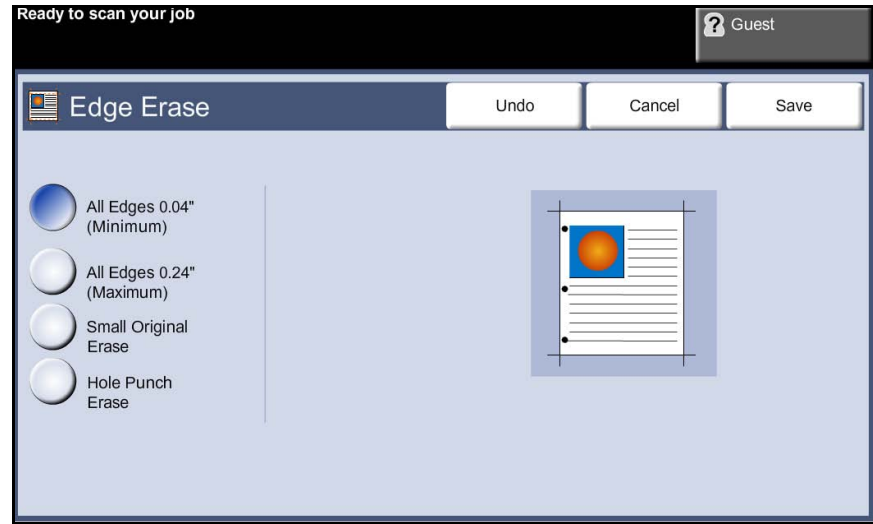 Ready to scan your job
? Guest
Edge Erase
Undo
Cancel
Save
All Edges 0.04"
(Minimum)
All Edges 0.24"
(Maximum)
Small Original
Erase
Hole Punch
Erase